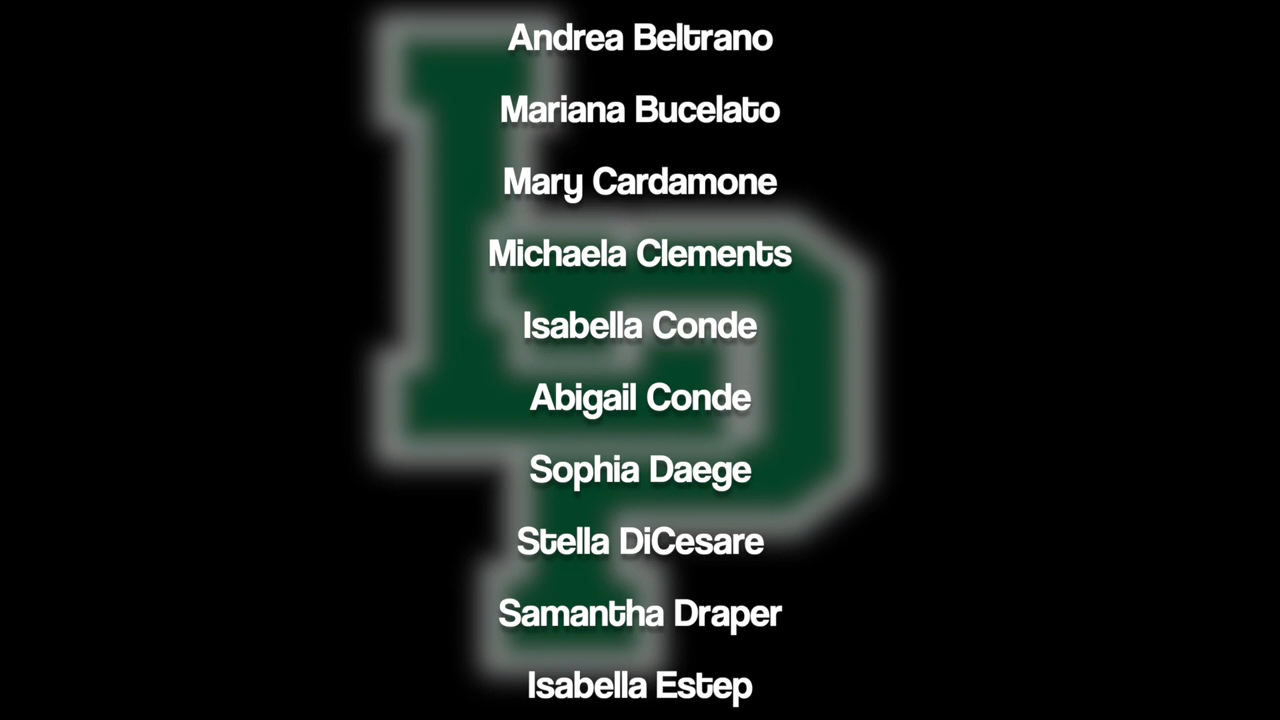 Andrea Beltrano
Mariana Bucelato
Mary Cardamone
Michaela Clements
Isabella Conde
Abigail Conde
Sophia Daege
Stella DiCesare
Samantha Draper
Isabella Estep
LP